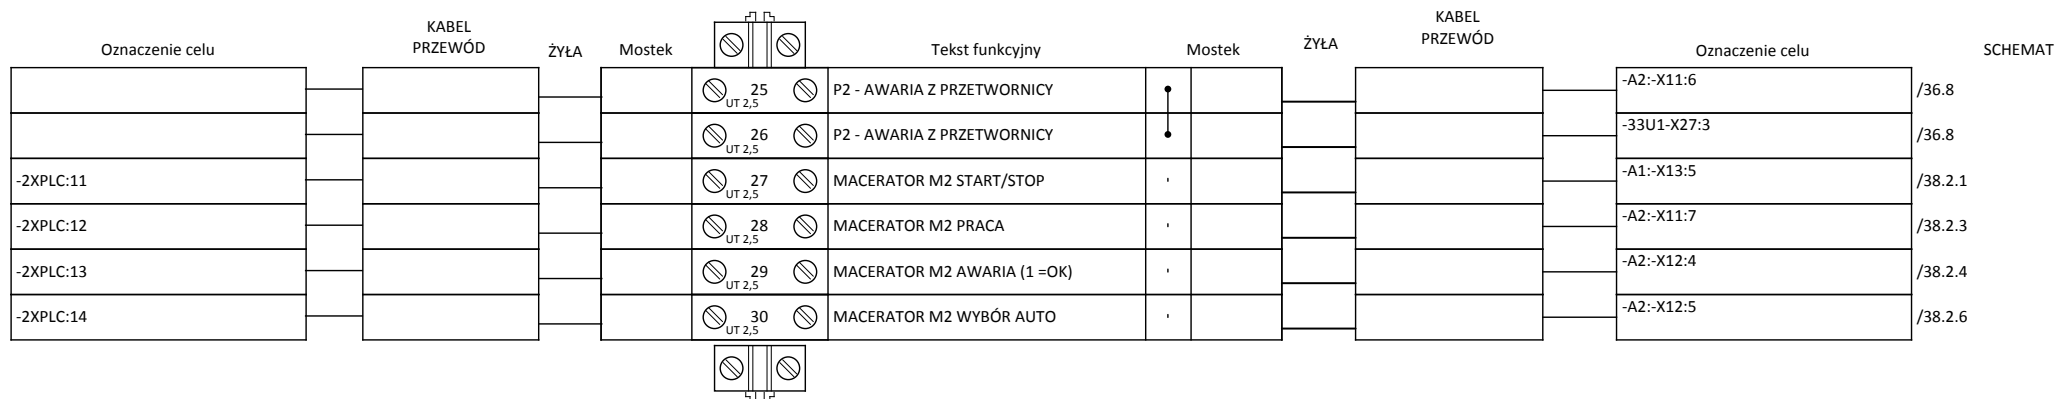 Oznaczenie celu KABEL PRZEWÓD ŻYŁA Mostek Tekst funkcyjny Mostek ŻYŁA KABEL PRZEWÓD Oznaczenie celu SCHEMAT
25 UT 2,5 P2 - AWARIA Z PRZETWORNICY -A2:-X11:6 /36.8
26 UT 2,5 P2 - AWARIA Z PRZETWORNICY -33U1-X27:3 /36.8
-2XPLC:11 27 UT 2,5 MACERATOR M2 START/STOP -A1:-X13:5 /38.2.1
-2XPLC:12 28 UT 2,5 MACERATOR M2 PRACA -A2:-X11:7 /38.2.3
-2XPLC:13 29 UT 2,5 MACERATOR M2 AWARIA (1 =OK) -A2:-X12:4 /38.2.4
-2XPLC:14 30 UT 2,5 MACERATOR M2 WYBÓR AUTO -A2:-X12:5 /38.2.6